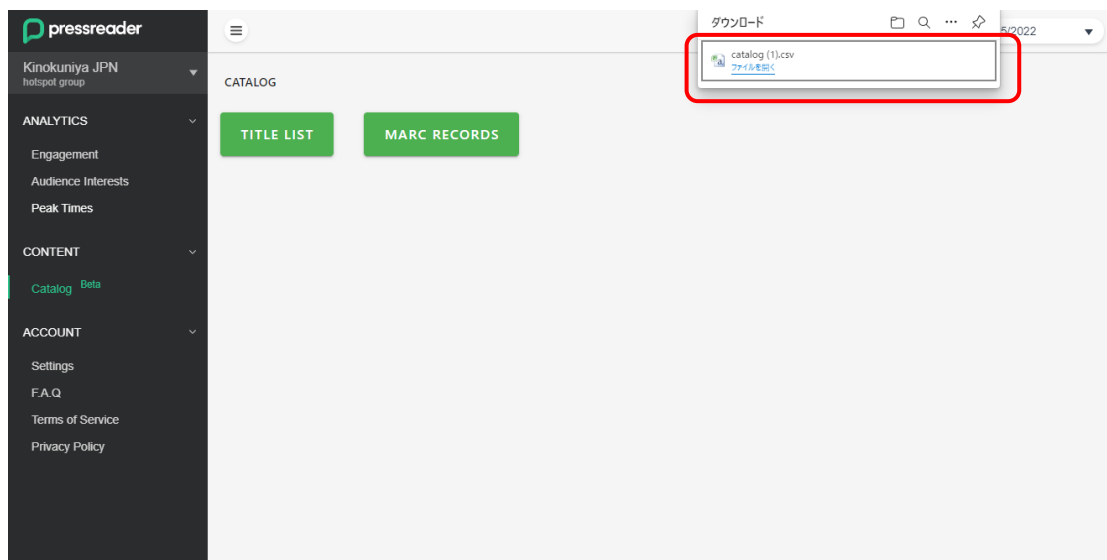 pressreader
Kinokuniya JPN
hotspot group
ANALYTICS
Engagement
Audience Interests
Peak Times
CONTENT
Catalog Beta
ACCOUNT
Settings
F.A.Q
Terms of Service
Privacy Policy
ダウンロード
catalog (1).csv
ファイルを開く
5/2022
CATALOG
TITLE LIST
MARC RECORDS